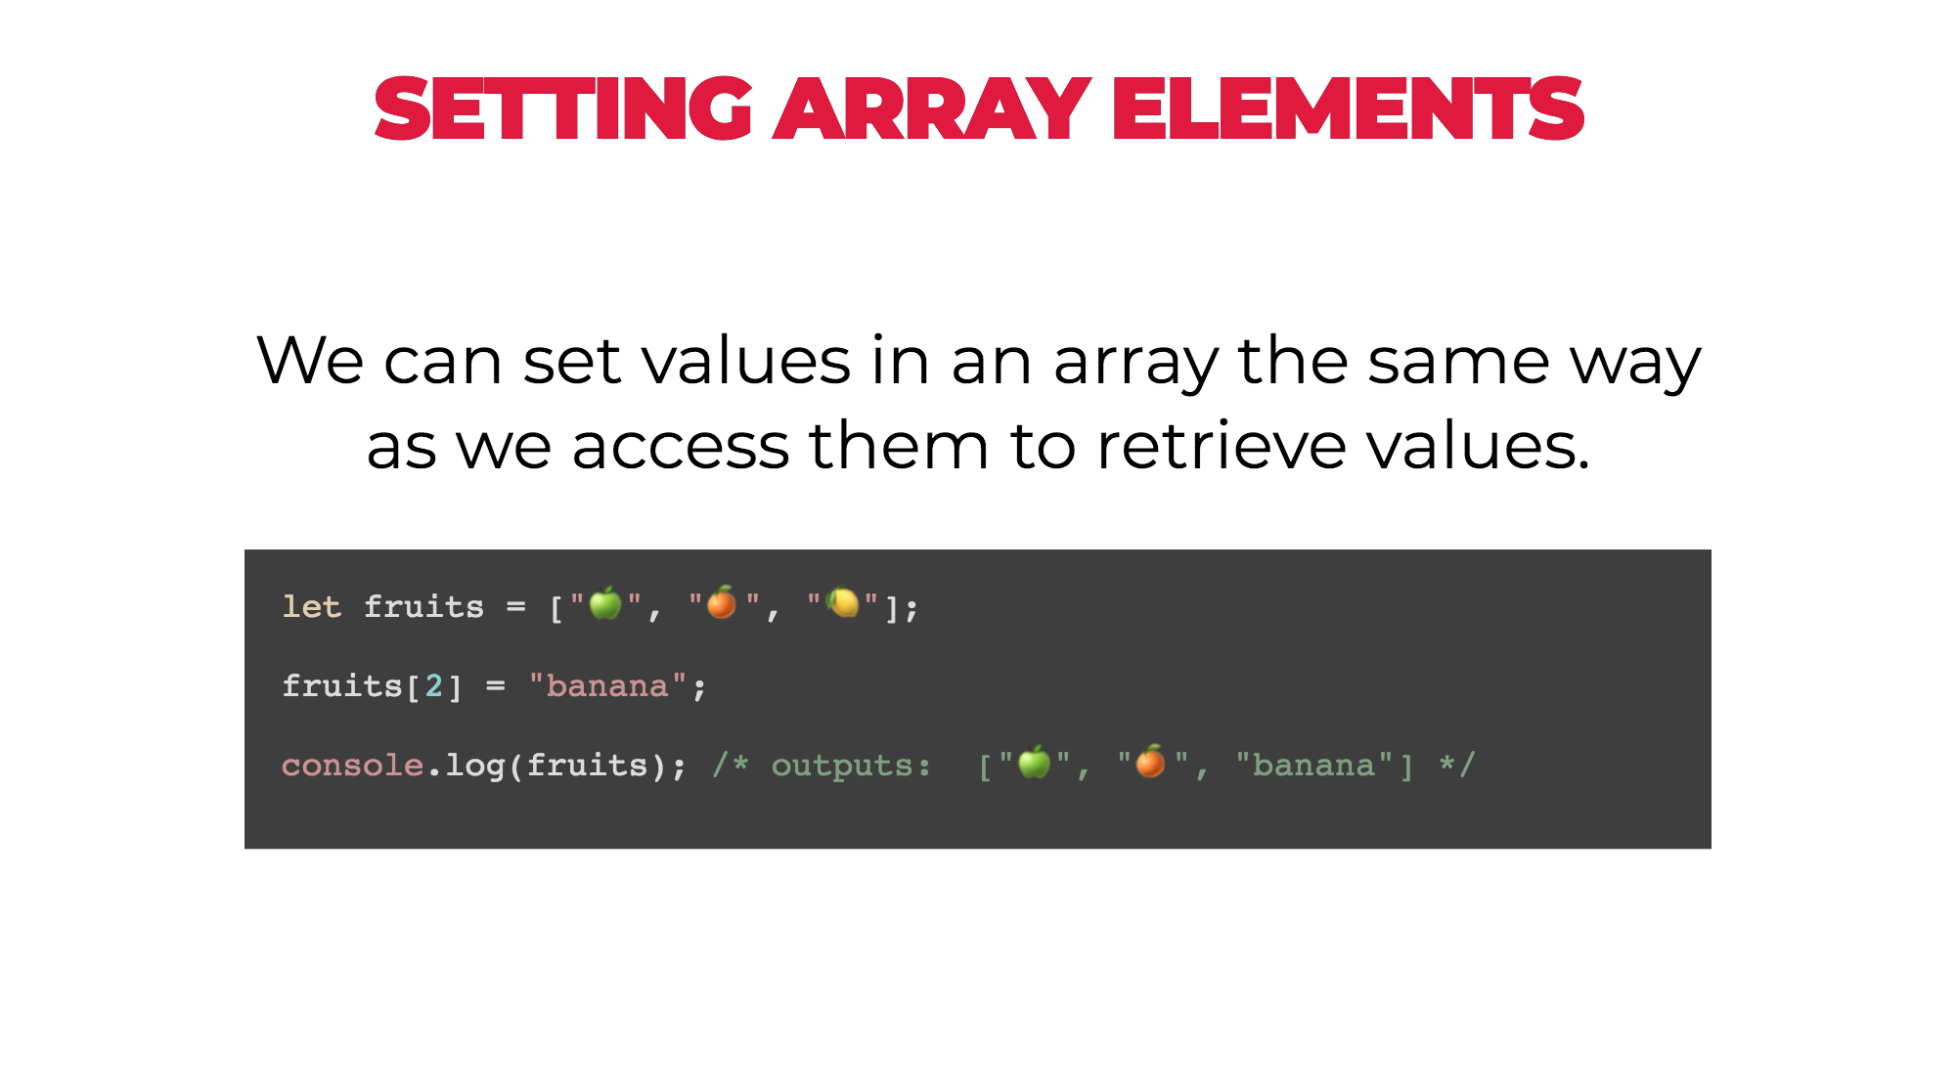 SETTING ARRAY ELEMENTS
We can set values in an array the same way
as we access them to retrieve values.
let fruits = ["🍏", "🍊", "🍋"];
fruits[2] = "banana";
console.log(fruits); /* outputs:  ["🍏", "🍊", "banana"] */